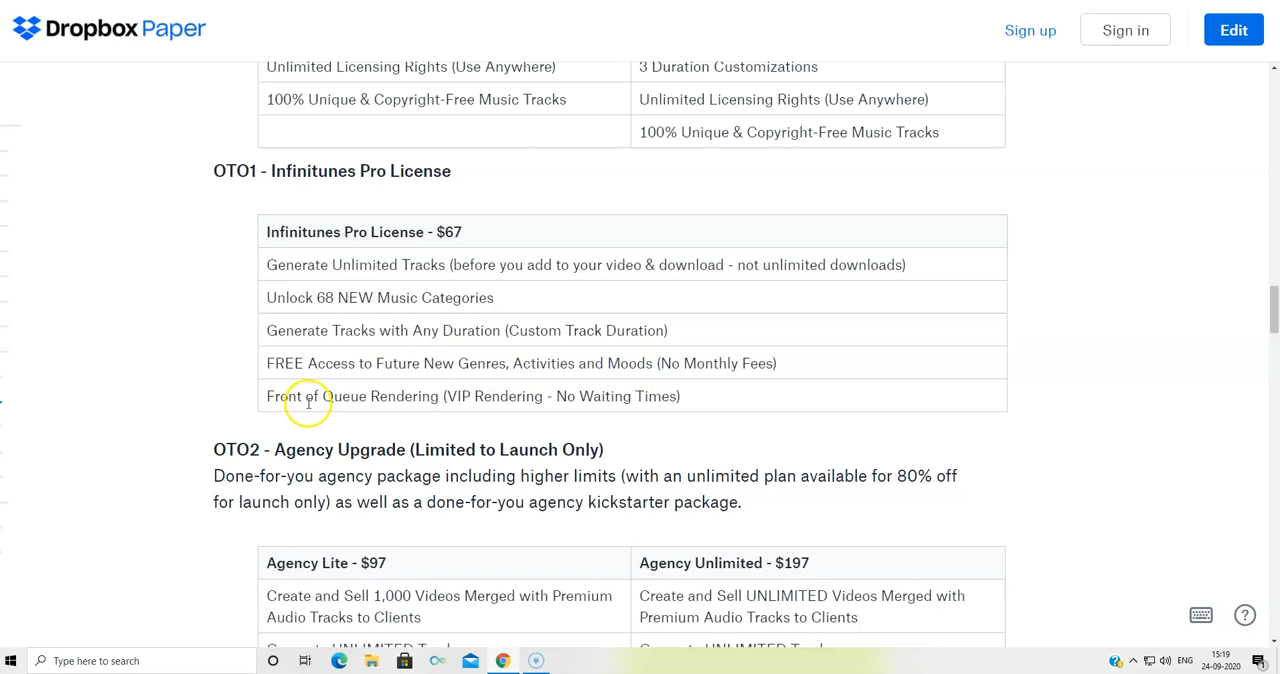 Dropbox Paper
Sign up
Sign in
Edit
Unlimited Licensing Rights (Use Anywhere)
3 Duration Customizations
100% Unique & Copyright-Free Music Tracks
Unlimited Licensing Rights (Use Anywhere)
100% Unique & Copyright-Free Music Tracks
OTO1 - Infinitunes Pro License
Infinitunes Pro License - $67
Generate Unlimited Tracks (before you add to your video & download - not unlimited downloads)
Unlock 68 NEW Music Categories
Generate Tracks with Any Duration (Custom Track Duration)
FREE Access to Future New Genres, Activities and Moods (No Monthly Fees)
Front of Queue Rendering (VIP Rendering - No Waiting Times)
OTO2 - Agency Upgrade (Limited to Launch Only)
Done-for-you agency package including higher limits (with an unlimited plan available for 80% off
for launch only) as well as a done-for-you agency kickstarter package.
Agency Lite - $97
Agency Unlimited - $197
Create and Sell 1,000 Videos Merged with Premium
Audio Tracks to Clients
Create and Sell UNLIMITED Videos Merged with
Premium Audio Tracks to Clients
Type here to search
ENG
15:19
24-09-2020